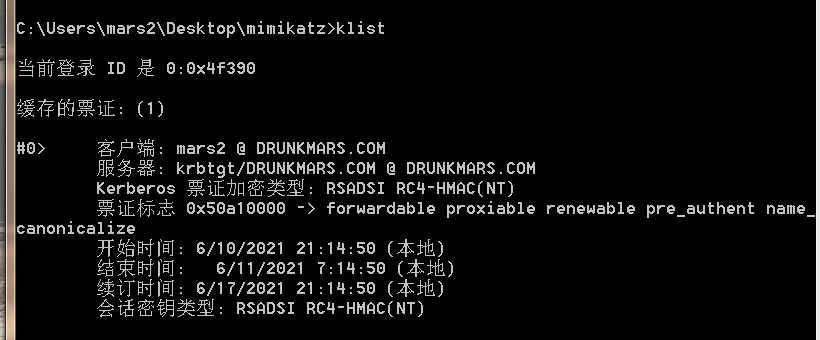 C:\Users\mars2\Desktop\mimikatz>klist
当前登录 ID 是 0:0x4f390
缓存的票证: (1)
#0> 客户端: mars2 @ DRUNKMARS.COM
服务器: krbtgt/DRUNKMARS.COM @ DRUNKMARS.COM
Kerberos 票证加密类型: RSADSI RC4-HMAC(NT)
票证标志 0x50a10000 -> forwardable proxiable renewable pre_authent name_
canonicalize
开始时间: 6/10/2021 21:14:50 (本地)
结束时间: 6/11/2021 7:14:50 (本地)
续订时间: 6/17/2021 21:14:50 (本地)
会话密钥类型: RSADSI RC4-HMAC(NT)